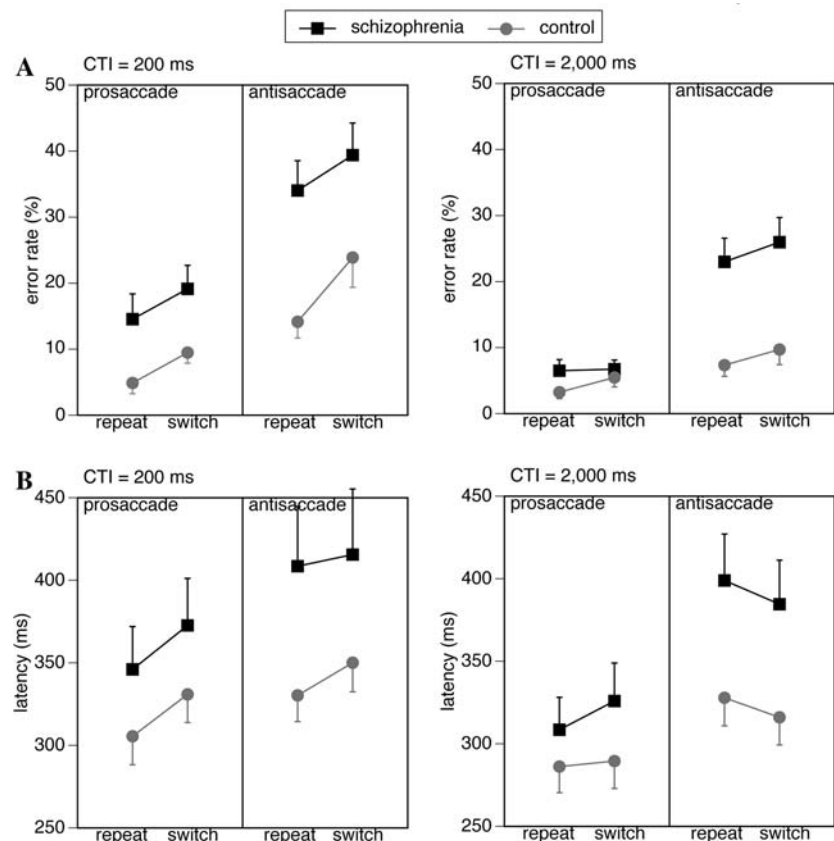 schizophrenia control
A CTI = 200 ms CTI = 2,000 ms
prosaccade antisaccade prosaccade antisaccade
50 50
40 40
30 30
20 20
10 10
0 0
error rate (%) error rate (%)
repeat switch repeat switch repeat switch repeat switch
B CTI = 200 ms CTI = 2,000 ms
prosaccade antisaccade prosaccade antisaccade
450 450
400 400
350 350
300 300
250 250
latency (ms) latency (ms)
repeat switch repeat switch repeat switch repeat switch